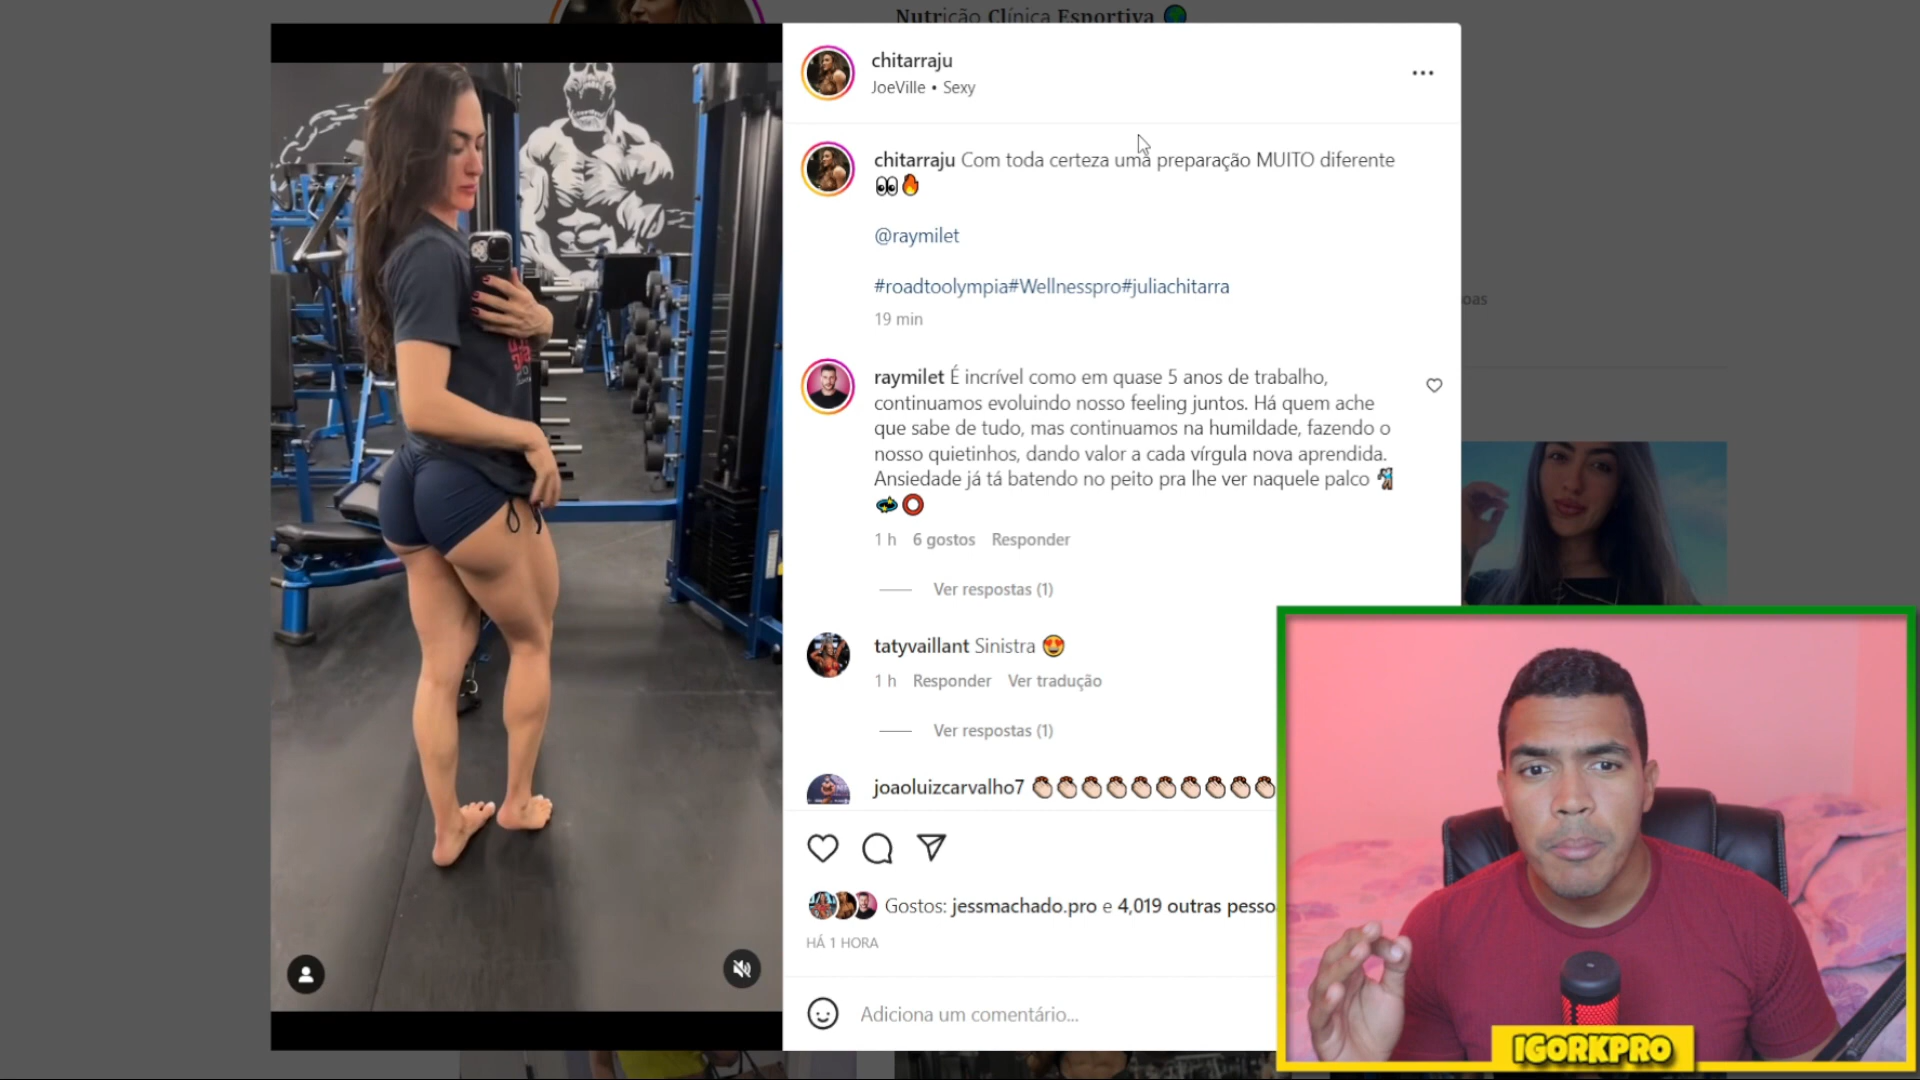 Nutrição Clínica Esportiva
chitarraju
JoeVille • Sexy
chitarraju Com toda certeza uma preparação MUITO diferente
👀🔥
@raymilet
#roadtoolympia#Wellnesspro#juliachitarra
19 min
raymilet É incrível como em quase 5 anos de trabalho,
continuamos evoluindo nosso feeling juntos. Há quem ache
que sabe de tudo, mas continuamos na humildade, fazendo o
nosso quietinhos, dando valor a cada vírgula nova aprendida.
Ansiedade já tá batendo no peito pra lhe ver naquele palco
1 h 6 gostos Responder
Ver respostas (1)
tatyvaillant Sinistra 😍
1 h Responder Ver tradução
Ver respostas (1)
joaoluizcarvalho7 👏🏻👏🏻👏🏻👏🏻👏🏻👏🏻👏🏻👏🏻👏🏻👏🏻
Gostos: jessmachado.pro e 4,019 outras pesso
HÁ 1 HORA
Adiciona um comentário...
oas
IGORKPRO